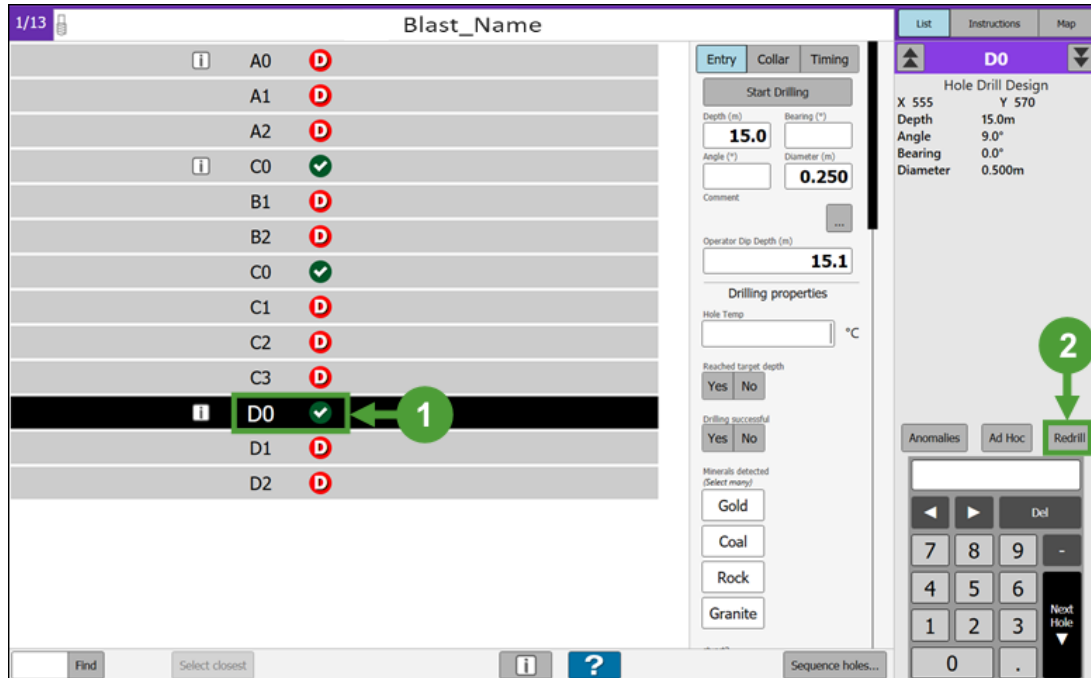 1/13
Blast_Name
List Instructions Map
A0
A1
A2
C0
B1
B2
C0
C1
C2
C3
D0
D1
D2
1
Entry Collar Timing
Start Drilling
Depth (m) Bearing (°)
15.0
Angle (°) Diameter (m)
0.250
Comment
...
Operator Dip Depth (m)
15.1
Drilling properties
Hole Temp
°C
Reached target depth
Yes No
Drilling successful
Yes No
Minerals detected
(Select many)
Gold
Coal
Rock
Granite
D0
Hole Drill Design
X 555 Y 570
Depth 15.0m
Angle 9.0°
Bearing 0.0°
Diameter 0.500m
2
Anomalies Ad Hoc Redrill
Del
7 8 9 -
4 5 6
1 2 3
0 .
Next
Hole
Find Select closest i ? Sequence holes...